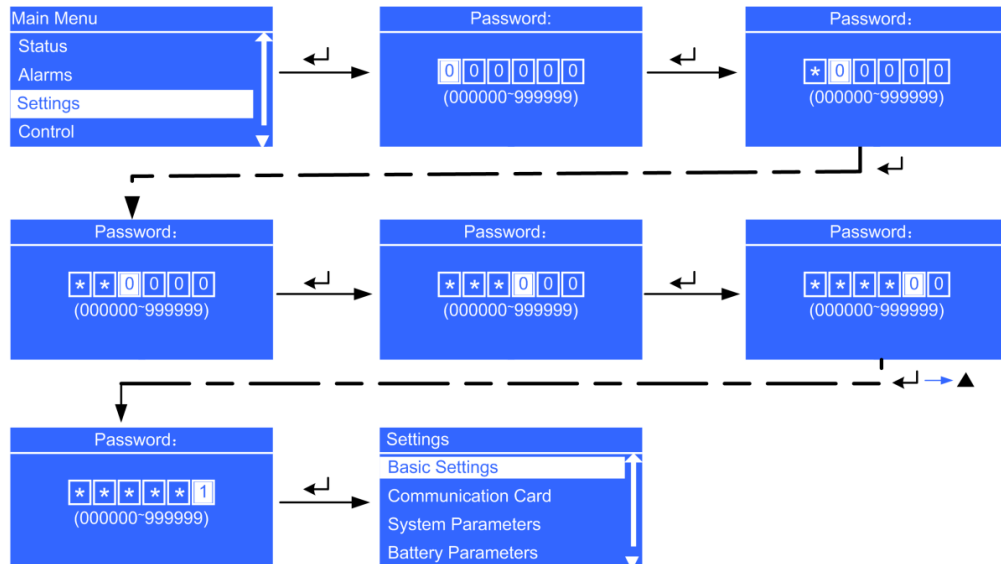 Main Menu
Status
Alarms
Settings
Control
Password:
0 0 0 0 0 0
(000000~999999)
Password：
* 0 0 0 0 0
(000000~999999)
Password：
* * 0 0 0 0
(000000~999999)
Password：
* * * 0 0 0
(000000~999999)
Password：
* * * * 0 0
(000000~999999)
Password：
* * * * * 1
(000000~999999)
Settings
Basic Settings
Communication Card
System Parameters
Battery Parameters